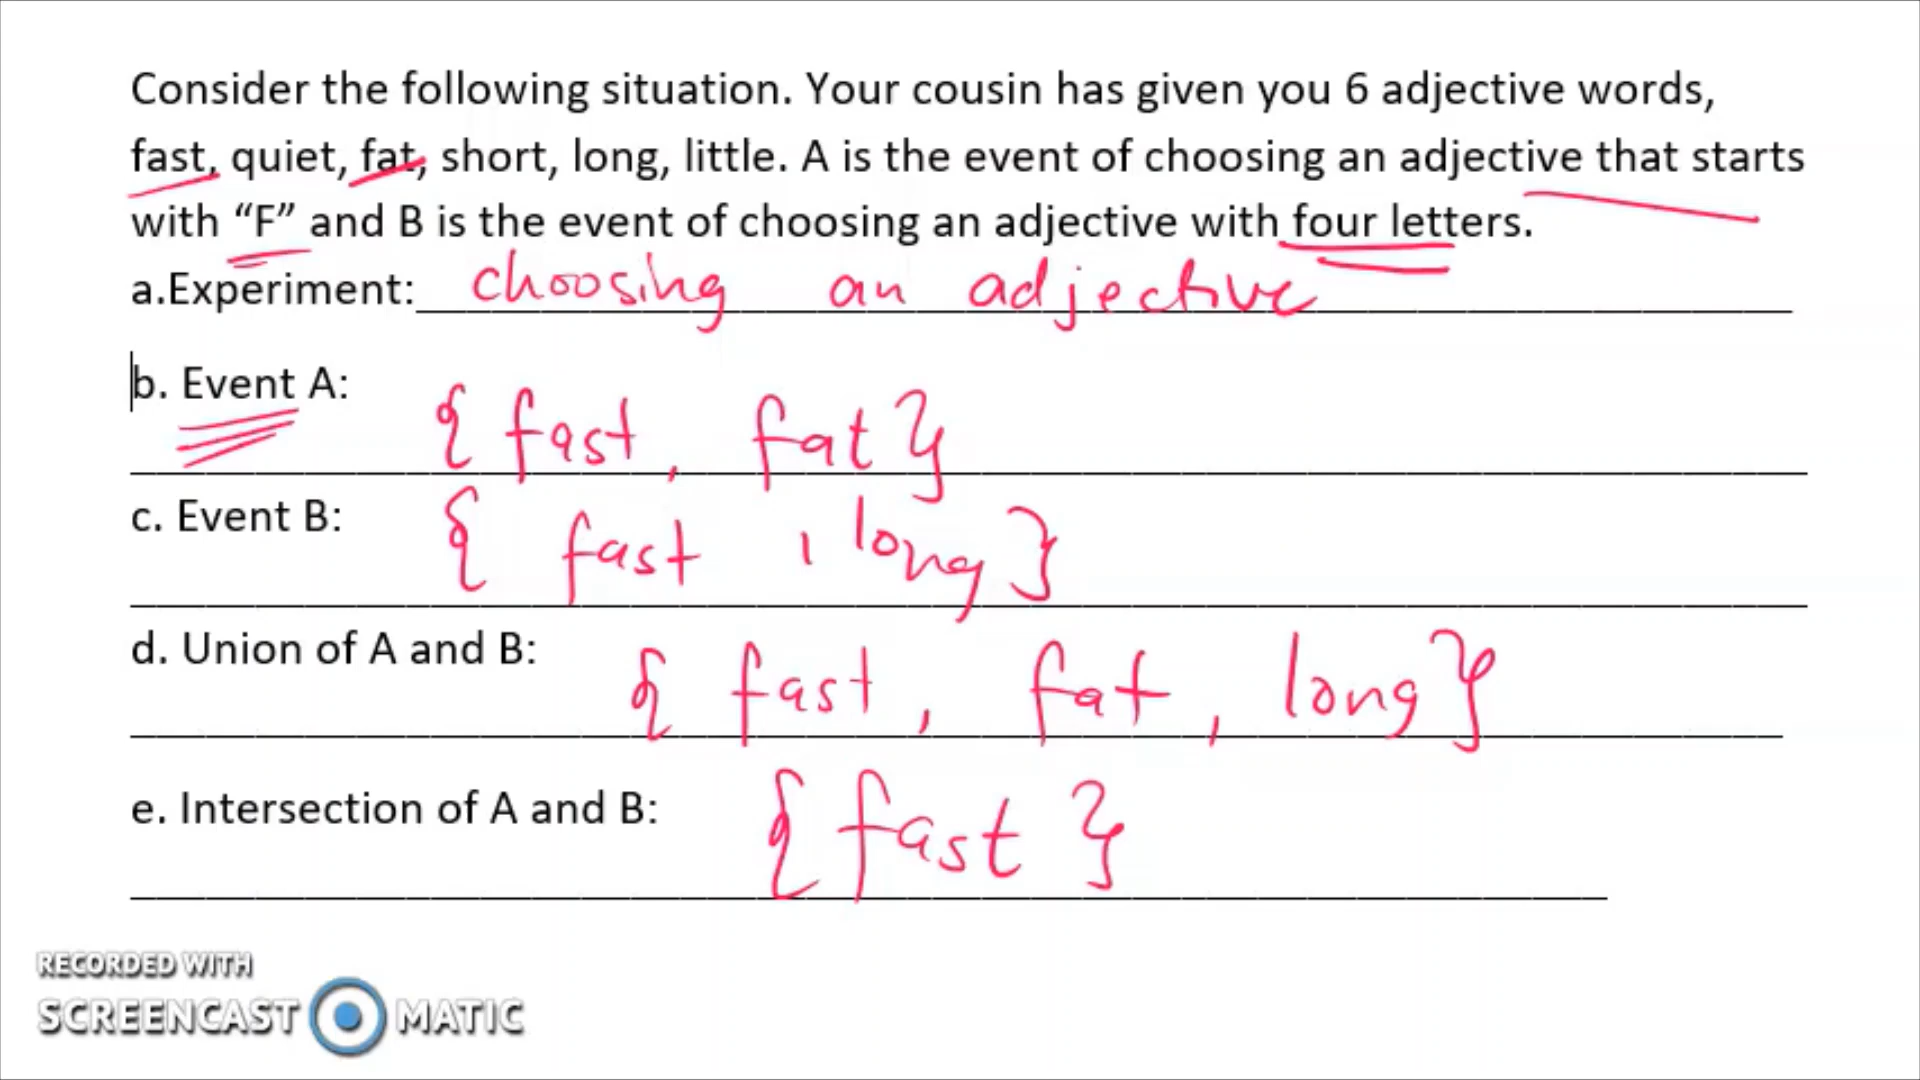 Consider the following situation. Your cousin has given you 6 adjective words,
fast, quiet, fat, short, long, little. A is the event of choosing an adjective that starts
with “F” and B is the event of choosing an adjective with four letters.
a.Experiment: choosing an adjective
b. Event A: { fast, fat }
c. Event B: { fast, long }
d. Union of A and B: { fast, fat, long }
e. Intersection of A and B: { fast }
RECORDED WITH
SCREENCAST MATIC